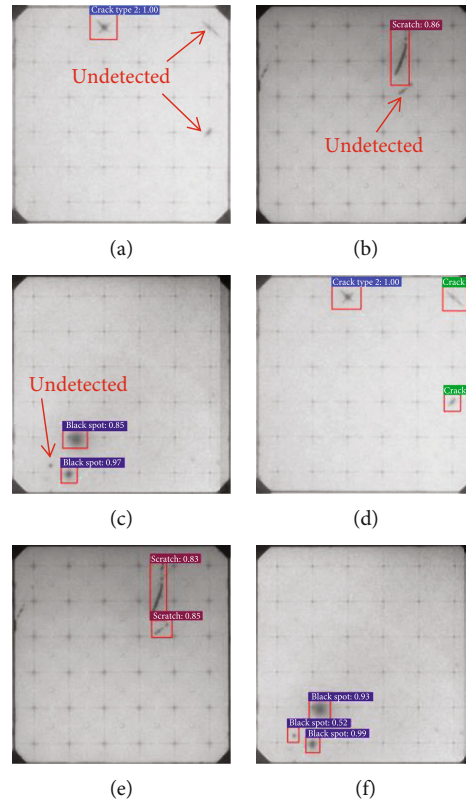 Crack type 2: 1.00
Undetected
(a)
Scratch: 0.86
Undetected
(b)
Undetected
Black spot: 0.85
Black spot: 0.97
(c)
Crack type 2: 1.00
Crack
Crack
(d)
Scratch: 0.83
Scratch: 0.85
(e)
Black spot: 0.93
Black spot: 0.52
Black spot: 0.99
(f)